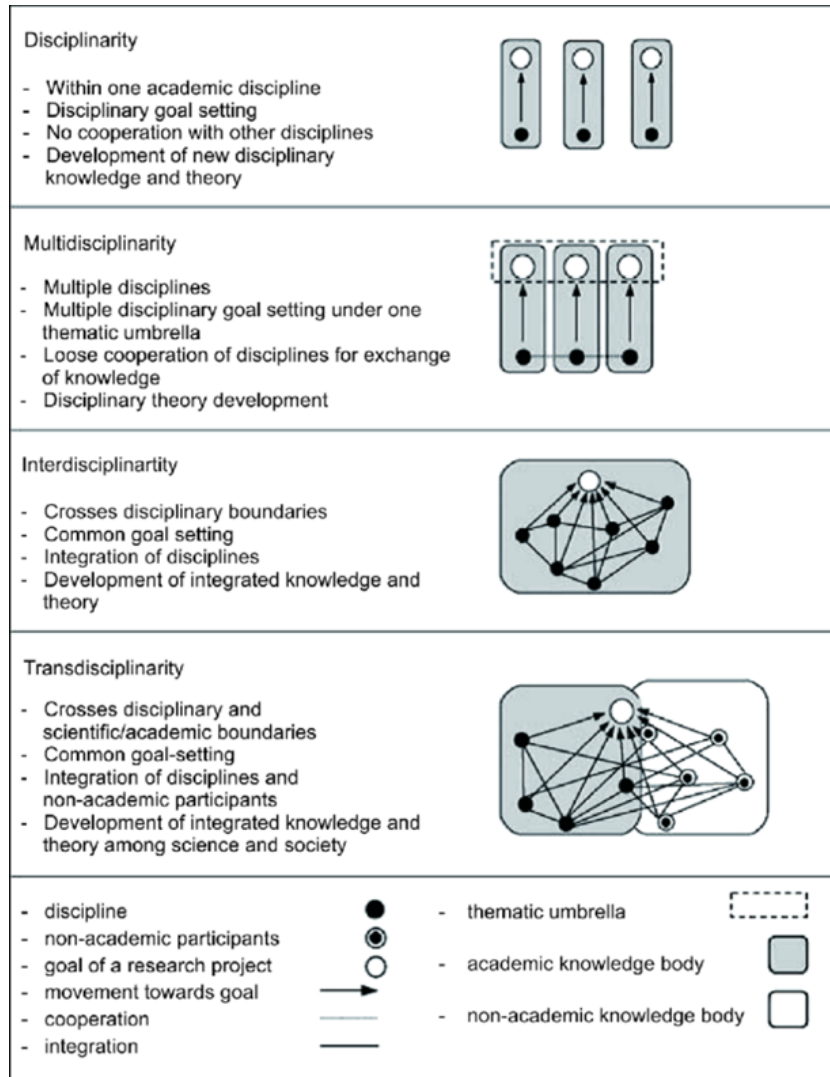 Disciplinarity
- Within one academic discipline
- Disciplinary goal setting
- No cooperation with other disciplines
- Development of new disciplinary
knowledge and theory
Multidisciplinarity
- Multiple disciplines
- Multiple disciplinary goal setting under one
thematic umbrella
- Loose cooperation of disciplines for exchange
of knowledge
- Disciplinary theory development
Interdisciplinartity
- Crosses disciplinary boundaries
- Common goal setting
- Integration of disciplines
- Development of integrated knowledge and
theory
Transdisciplinarity
- Crosses disciplinary and
scientific/academic boundaries
- Common goal-setting
- Integration of disciplines and
non-academic participants
- Development of integrated knowledge and
theory among science and society
- discipline
- non-academic participants
- goal of a research project
- movement towards goal
- cooperation
- integration
- thematic umbrella
- academic knowledge body
- non-academic knowledge body